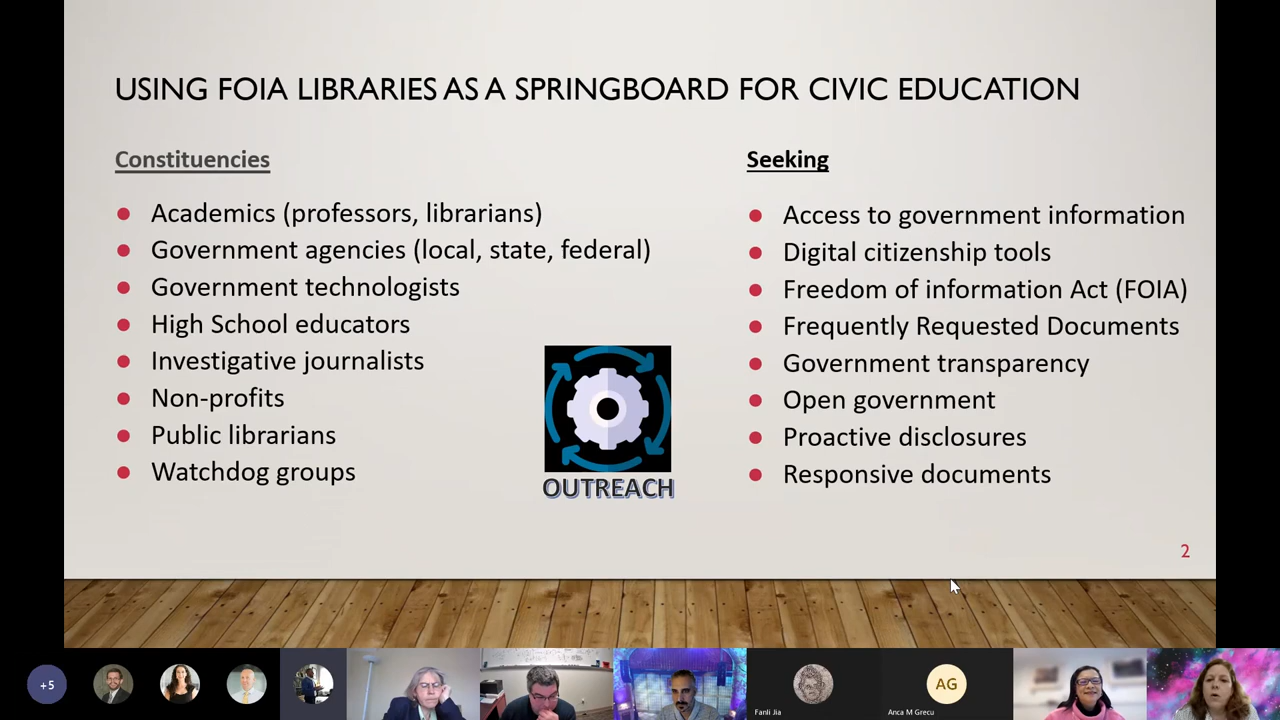 USING FOIA LIBRARIES AS A SPRINGBOARD FOR CIVIC EDUCATION
Constituencies
Academics (professors, librarians)
Government agencies (local, state, federal)
Government technologists
High School educators
Investigative journalists
Non-profits
Public librarians
Watchdog groups
OUTREACH
Seeking
Access to government information
Digital citizenship tools
Freedom of information Act (FOIA)
Frequently Requested Documents
Government transparency
Open government
Proactive disclosures
Responsive documents
2
+5
Fanli Jia
AG
Anca M Grecu